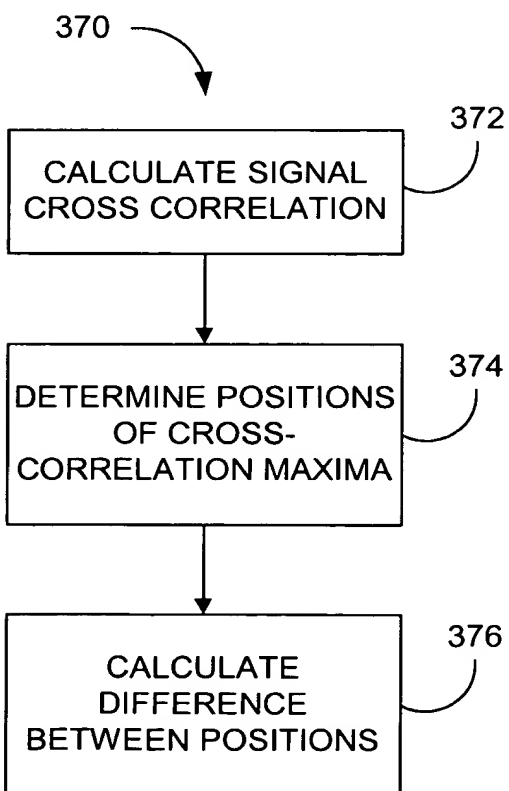 370
372
CALCULATE SIGNAL
CROSS CORRELATION
374
DETERMINE POSITIONS
OF CROSS-
CORRELATION MAXIMA
376
CALCULATE
DIFFERENCE
BETWEEN POSITIONS